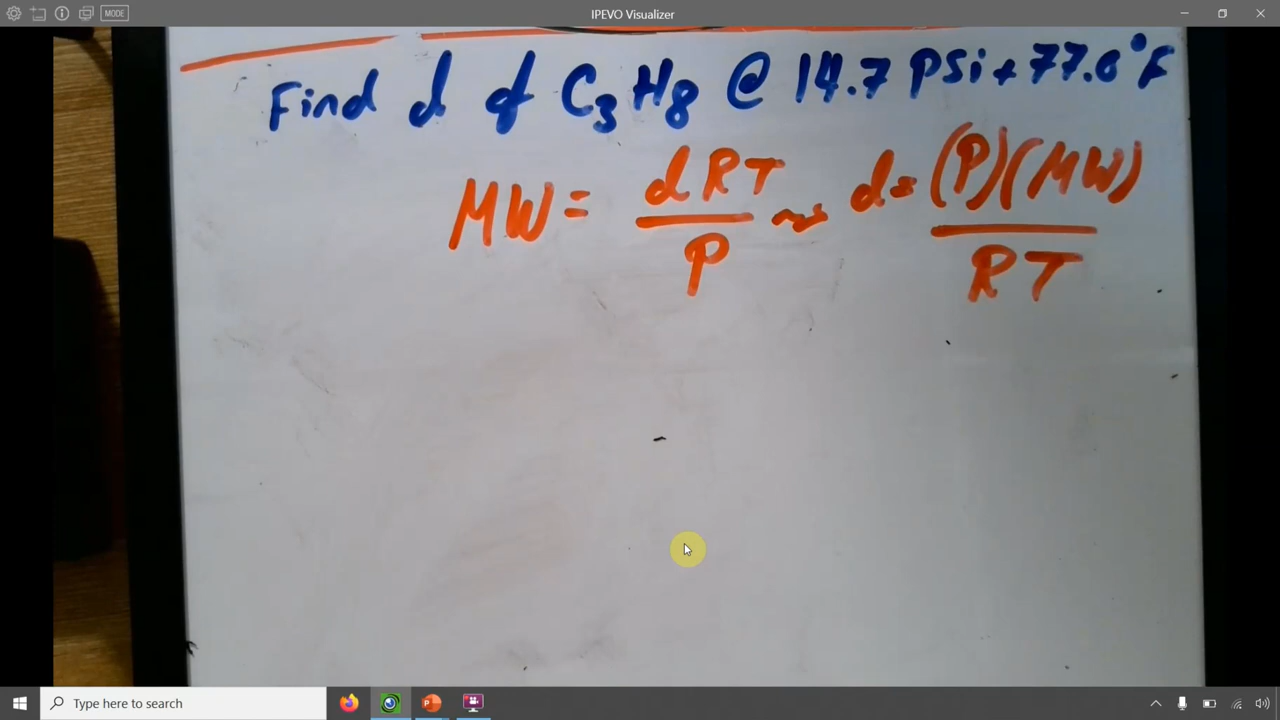 MODE
IPEVO Visualizer
Find d of C₃H₈ @ 14.7 PSi + 77.0°F
MW = dRT/P ⇝ d = (P)(MW)/RT
Type here to search